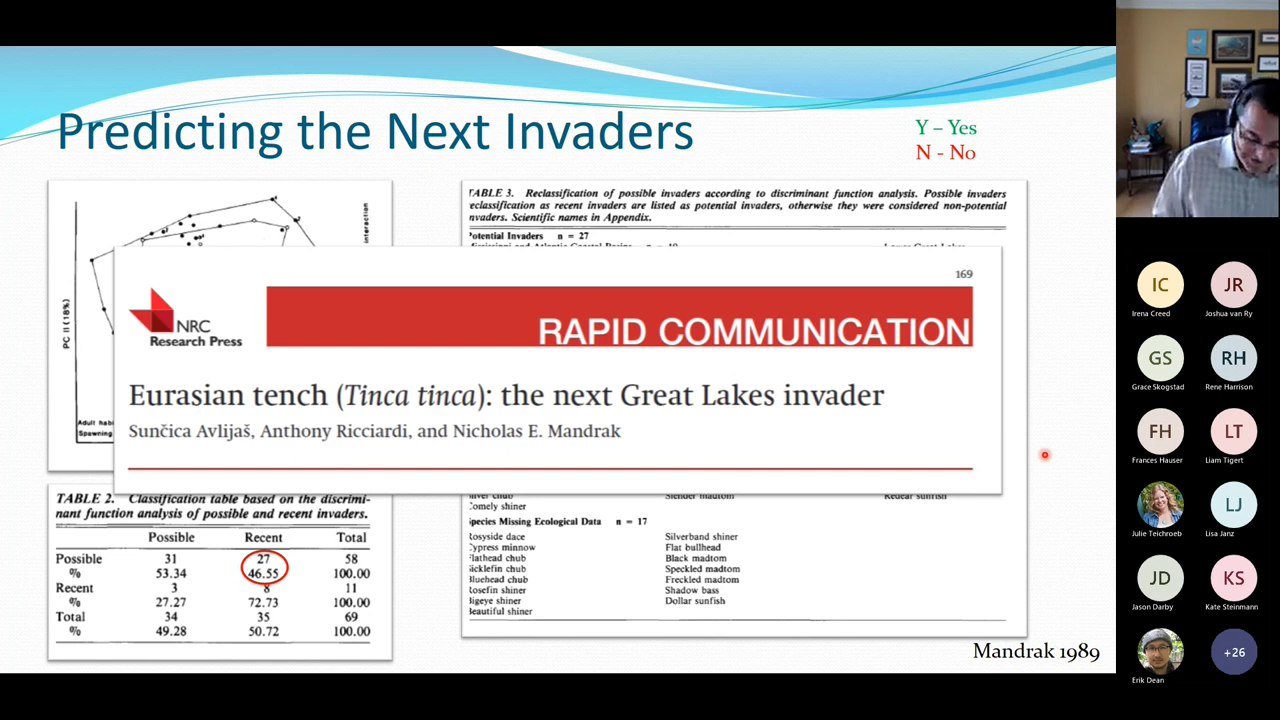 Predicting the Next Invaders
Y – Yes
N - No
PC II (18%)
interaction
Adult habi
Spawning
TABLE 3. Reclassification of possible invaders according to discriminant function analysis. Possible invaders
eclassification as recent invaders are listed as potential invaders, otherwise they were considered non-potential
nvaders. Scientific names in Appendix.
Potential Invaders n = 27
169
NRC
Research Press
RAPID COMMUNICATION
Eurasian tench (Tinca tinca): the next Great Lakes invader
Sunčica Avlijaš, Anthony Ricciardi, and Nicholas E. Mandrak
TABLE 2. Classification table based on the discrimi-
nant function analysis of possible and recent invaders.
Possible Recent Total
Possible 31 27 58
% 53.34 46.55 100.00
Recent 3 8 11
% 27.27 72.73 100.00
Total 34 35 69
% 49.28 50.72 100.00
Slender madtom
Redear sunfish
Comely shiner
Species Missing Ecological Data n = 17
Rosyside dace Silverband shiner
Cypress minnow Flat bullhead
Flathead chub Black madtom
Sicklefin chub Speckled madtom
Bluehead chub Freckled madtom
Rosefin shiner Shadow bass
Bigeye shiner Dollar sunfish
Beautiful shiner
Mandrak 1989
IC JR
Irena Creed Joshua van Ry
GS RH
Grace Skogstad Rene Harrison
FH LT
Frances Hauser Liam Tigert
LJ
Julie Teichroeb Lisa Janz
JD KS
Jason Darby Kate Steinmann
+26
Erik Dean